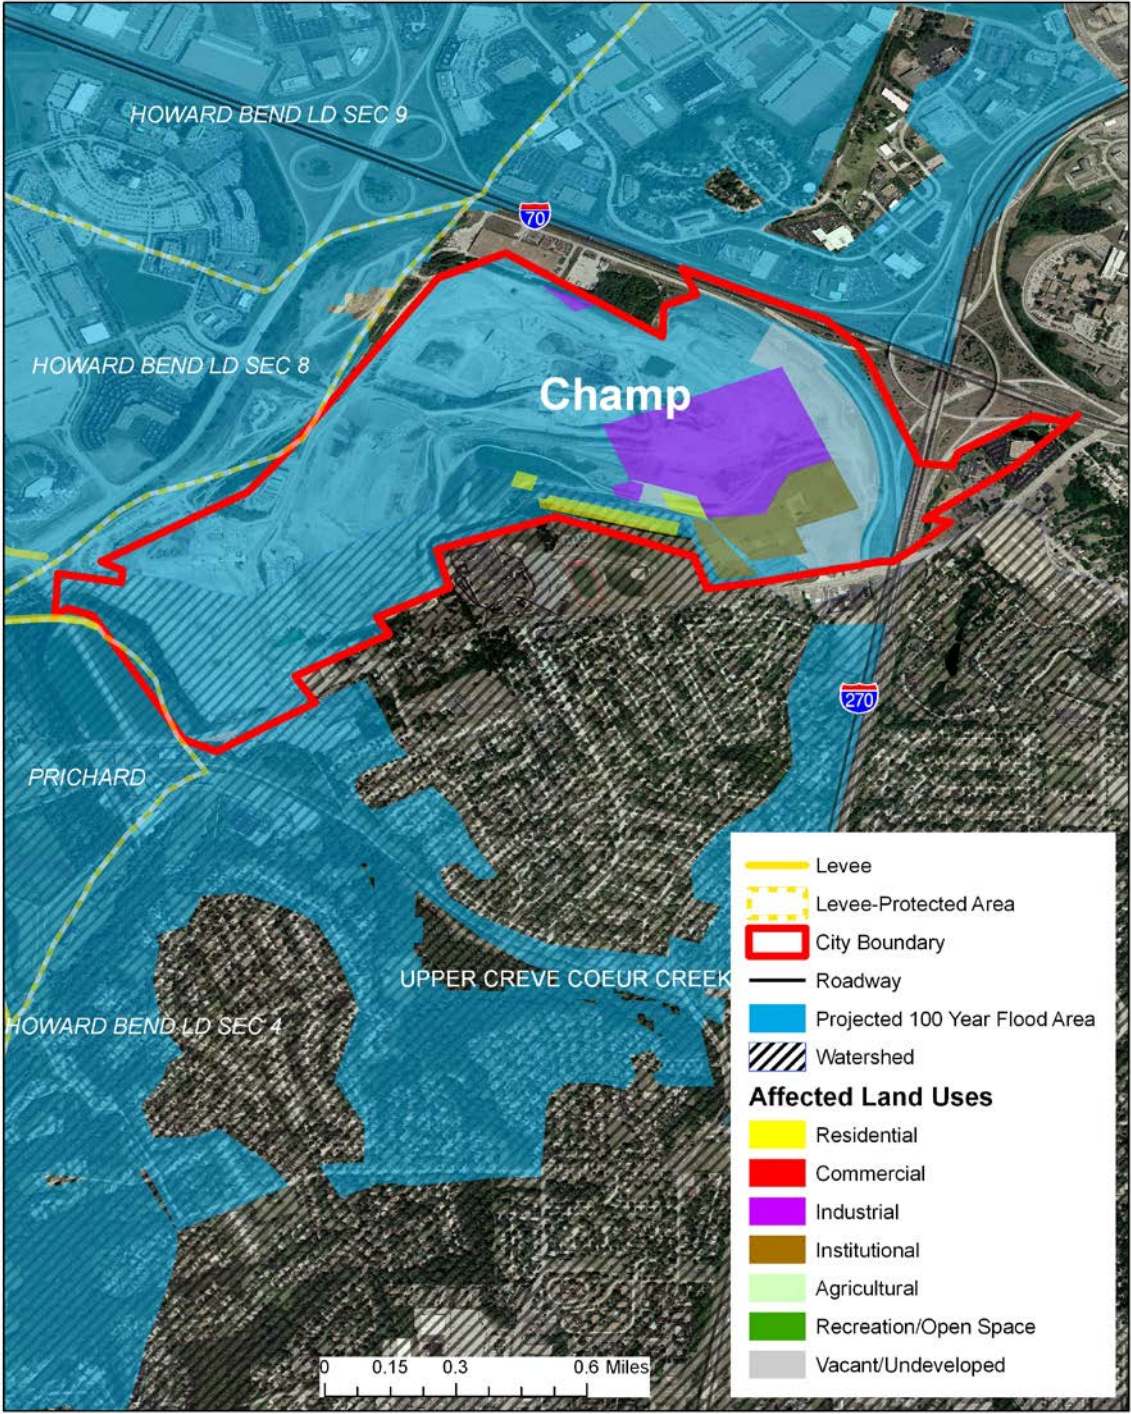 HOWARD BEND LD SEC 9
70
HOWARD BEND LD SEC 8
Champ
270
PRICHARD
UPPER CREVE COEUR CREEK
HOWARD BEND LD SEC 4
Levee
Levee-Protected Area
City Boundary
Roadway
Projected 100 Year Flood Area
Watershed
Affected Land Uses
Residential
Commercial
Industrial
Institutional
Agricultural
Recreation/Open Space
Vacant/Undeveloped
0 0.15 0.3 0.6 Miles